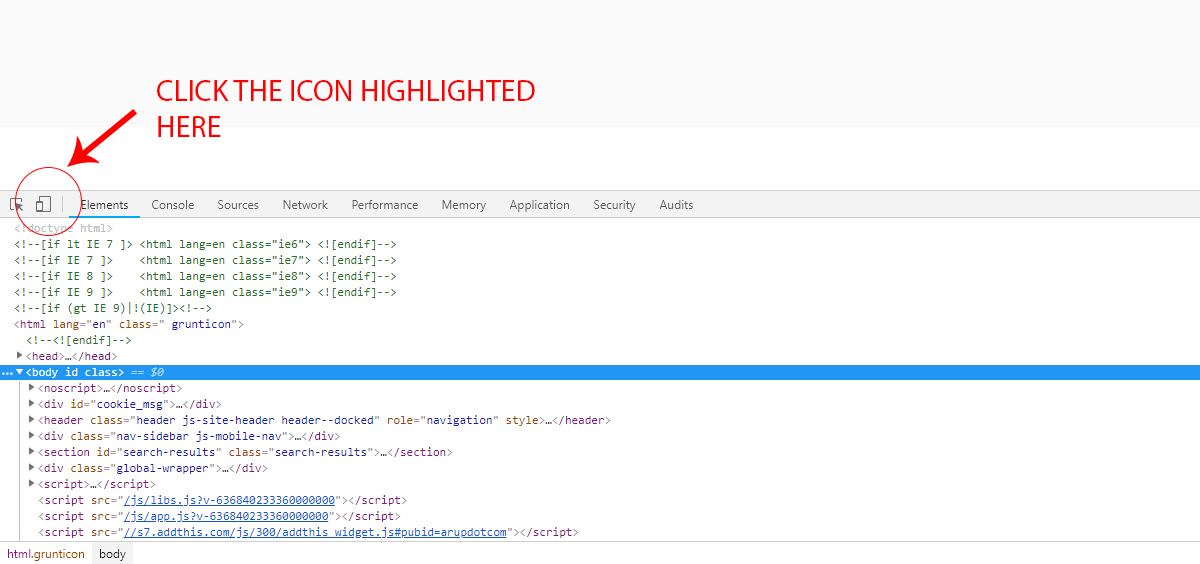 CLICK THE ICON HIGHLIGHTED
HERE
Elements Console Sources Network Performance Memory Application Security Audits
<!doctype html>
<!--[if lt IE 7 ]> <html lang=en class="ie6"> <![endif]-->
<!--[if IE 7 ]>    <html lang=en class="ie7"> <![endif]-->
<!--[if IE 8 ]>    <html lang=en class="ie8"> <![endif]-->
<!--[if IE 9 ]>    <html lang=en class="ie9"> <![endif]-->
<!--[if (gt IE 9)|!(IE)]><!-->
<html lang="en" class=" grunticon">
<!--<![endif]-->
<head>…</head>
…<body id class> == $0
<noscript>…</noscript>
<div id="cookie_msg">…</div>
<header class="header js-site-header header--docked" role="navigation" style>…</header>
<div class="nav-sidebar js-mobile-nav">…</div>
<section id="search-results" class="search-results">…</section>
<div class="global-wrapper">…</div>
<script>…</script>
<script src="/js/libs.js?v-636840233360000000"></script>
<script src="/js/app.js?v-636840233360000000"></script>
<script src="//s7.addthis.com/js/300/addthis_widget.js#pubid=arupdotcom"></script>
html.grunticon body